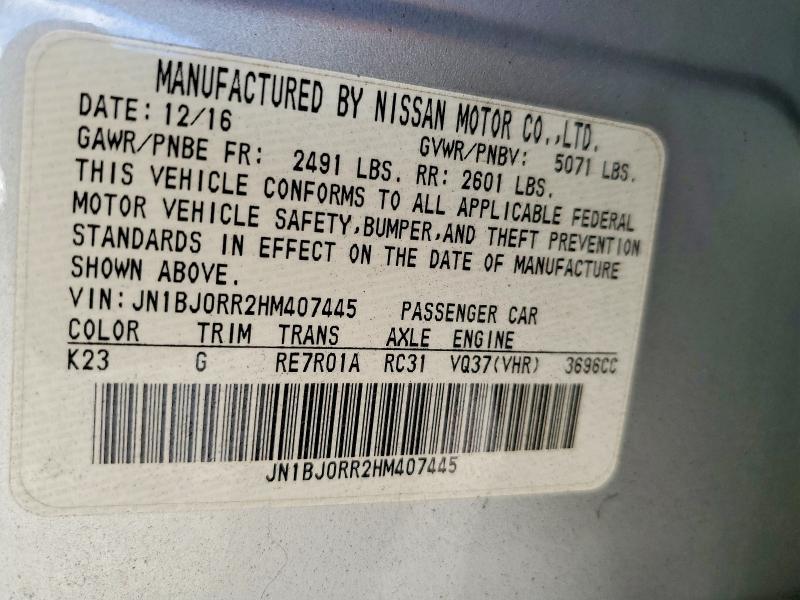 MANUFACTURED BY NISSAN MOTOR CO.,LTD.
DATE: 12/16 GVWR/PNBV: 5071 LBS.
GAWR/PNBE FR: 2491 LBS. RR: 2601 LBS.
THIS VEHICLE CONFORMS TO ALL APPLICABLE FEDERAL
MOTOR VEHICLE SAFETY,BUMPER,AND THEFT PREVENTION
STANDARDS IN EFFECT ON THE DATE OF MANUFACTURE
SHOWN ABOVE.
VIN: JN1BJ0RR2HM407445 PASSENGER CAR
COLOR TRIM TRANS AXLE ENGINE
K23 G RE7R01A RC31 VQ37(VHR) 3696CC
JN1BJ0RR2HM407445